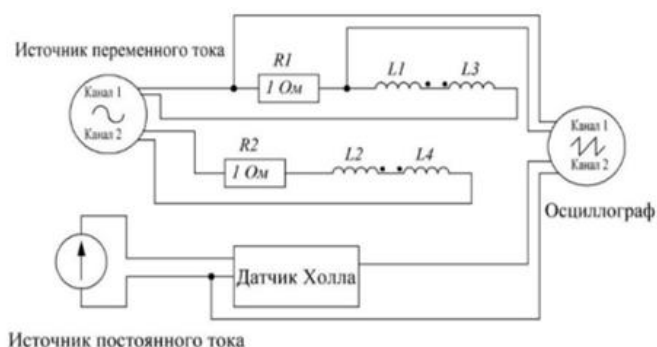 Источник переменного тока
R1
L1
L3
1 Ом
Канал 1
Канал 2
R2
L2
L4
1 Ом
Канал 1
Канал 2
Осциллограф
Датчик Холла
Источник постоянного тока